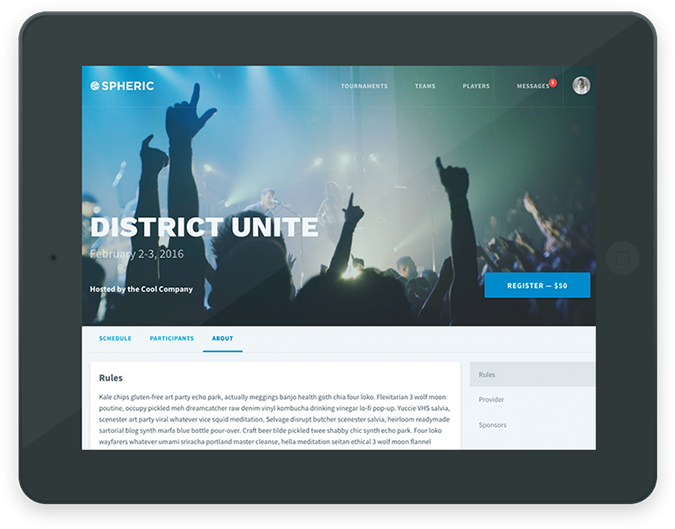 SPHERIC
TOURNAMENTS TEAMS PLAYERS MESSAGES 5
DISTRICT UNITE
February 2-3, 2016
Hosted by the Cool Company
REGISTER — $50
SCHEDULE PARTICIPANTS ABOUT
Rules
Kale chips gluten-free art party echo park, actually meggings banjo health goth chia four loko. Flexitarian 3 wolf moon
poutine, occupy pickled meh dreamcatcher raw denim vinyl kombucha drinking vinegar lo-fi pop-up. Yuccie VHS salvia,
scenester art party viral whatever vice squid meditation. Selvage disrupt butcher scenester salvia, heirloom readymade
sartorial blog synth marfa blue bottle pour-over. Craft beer tilde pickled twee shabby chic synth echo park. Four loko
wayfarers whatever umami sriracha portland master cleanse, hella meditation seitan ethical 3 wolf moon flannel
Rules
Provider
Sponsors